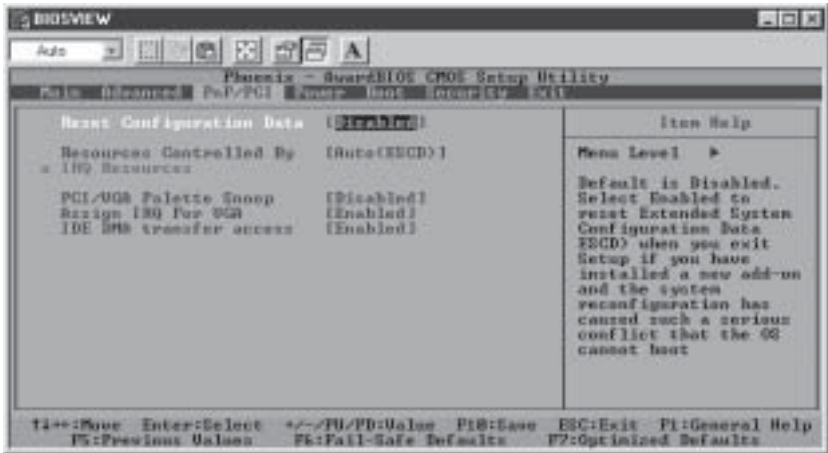 BIOSVIEW
Auto
A
Phoenix - AwardBIOS CMOS Setup Utility
Main Advanced PnP/PCI Power Boot Security Exit
Reset Configuration Data [Disabled]
Resources Controlled By [Auto(ESCD)]
x IRQ Resources
PCI/VGA Palette Snoop [Disabled]
Assign IRQ For VGA [Enabled]
IDE DMA transfer access [Enabled]
Item Help
Menu Level ▶
Default is Disabled.
Select Enabled to
reset Extended System
Configuration Data
ESCD) when you exit
Setup if you have
installed a new add-on
and the system
reconfiguration has
caused such a serious
conflict that the OS
cannot boot
↑↓↔:Move Enter:Select +/-/PU/PD:Value F10:Save ESC:Exit F1:General Help
F5:Previous Values F6:Fail-Safe Defaults F7:Optimized Defaults